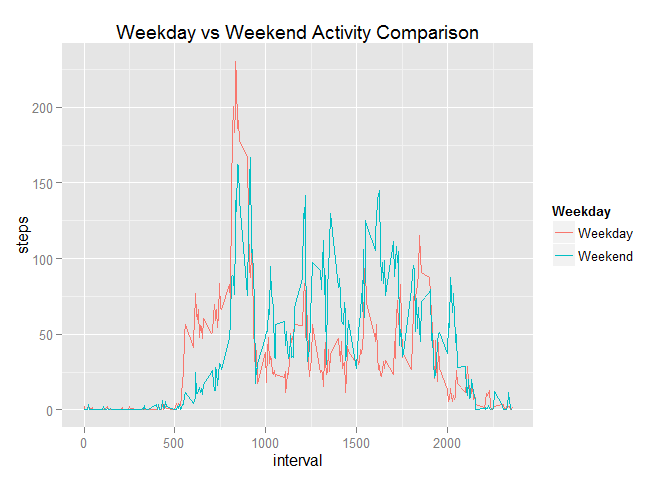 Weekday vs Weekend Activity Comparison
steps
200
150
100
50
0
0 500 1000 1500 2000
interval
Weekday
Weekday
Weekend